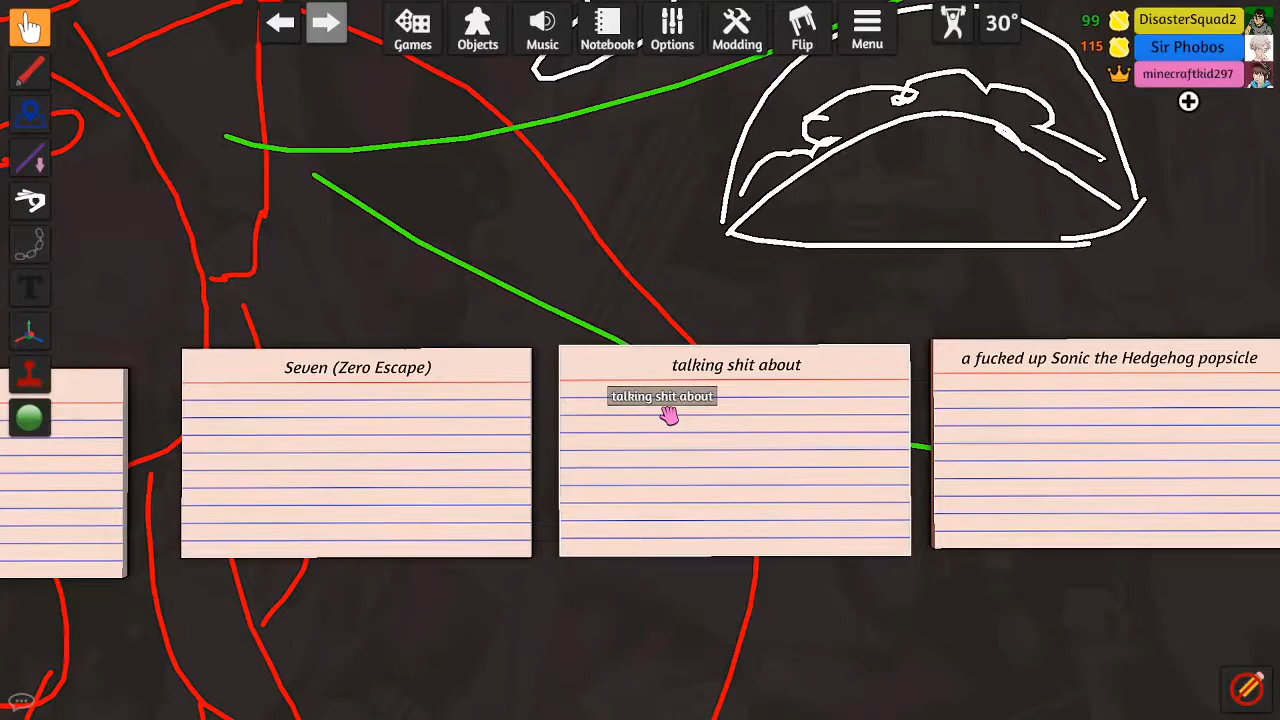 Games
Objects
Music
Notebook
Options
Modding
Flip
Menu
30°
99
DisasterSquad2
115
Sir Phobos
minecraftkid297
T
Seven (Zero Escape)
talking shit about
a fucked up Sonic the Hedgehog popsicle
talking shit about